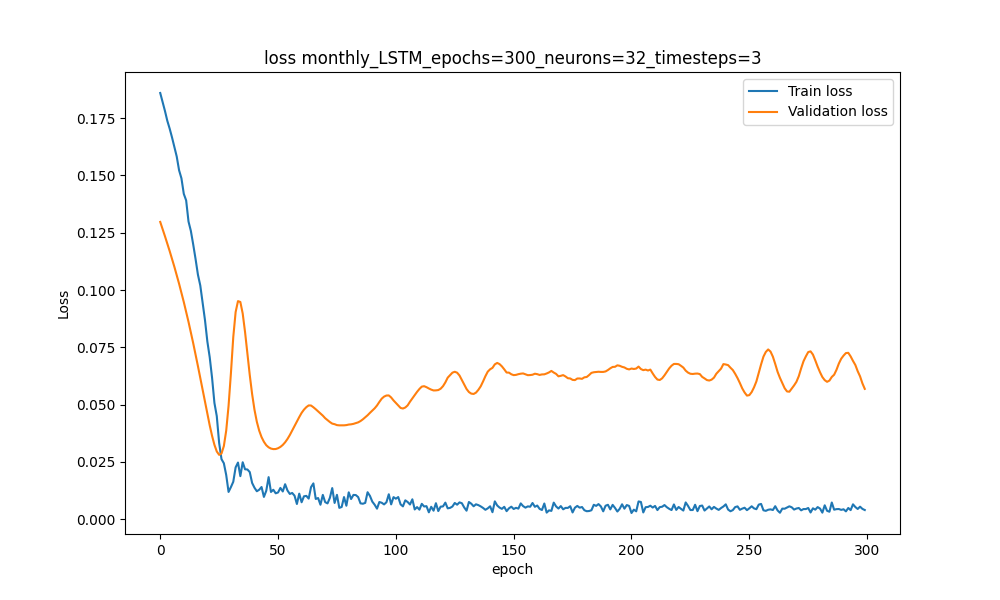 loss monthly_LSTM_epochs=300_neurons=32_timesteps=3
Train loss
Validation loss
0.175
0.150
0.125
0.100
0.075
0.050
0.025
0.000
Loss
0 50 100 150 200 250 300
epoch